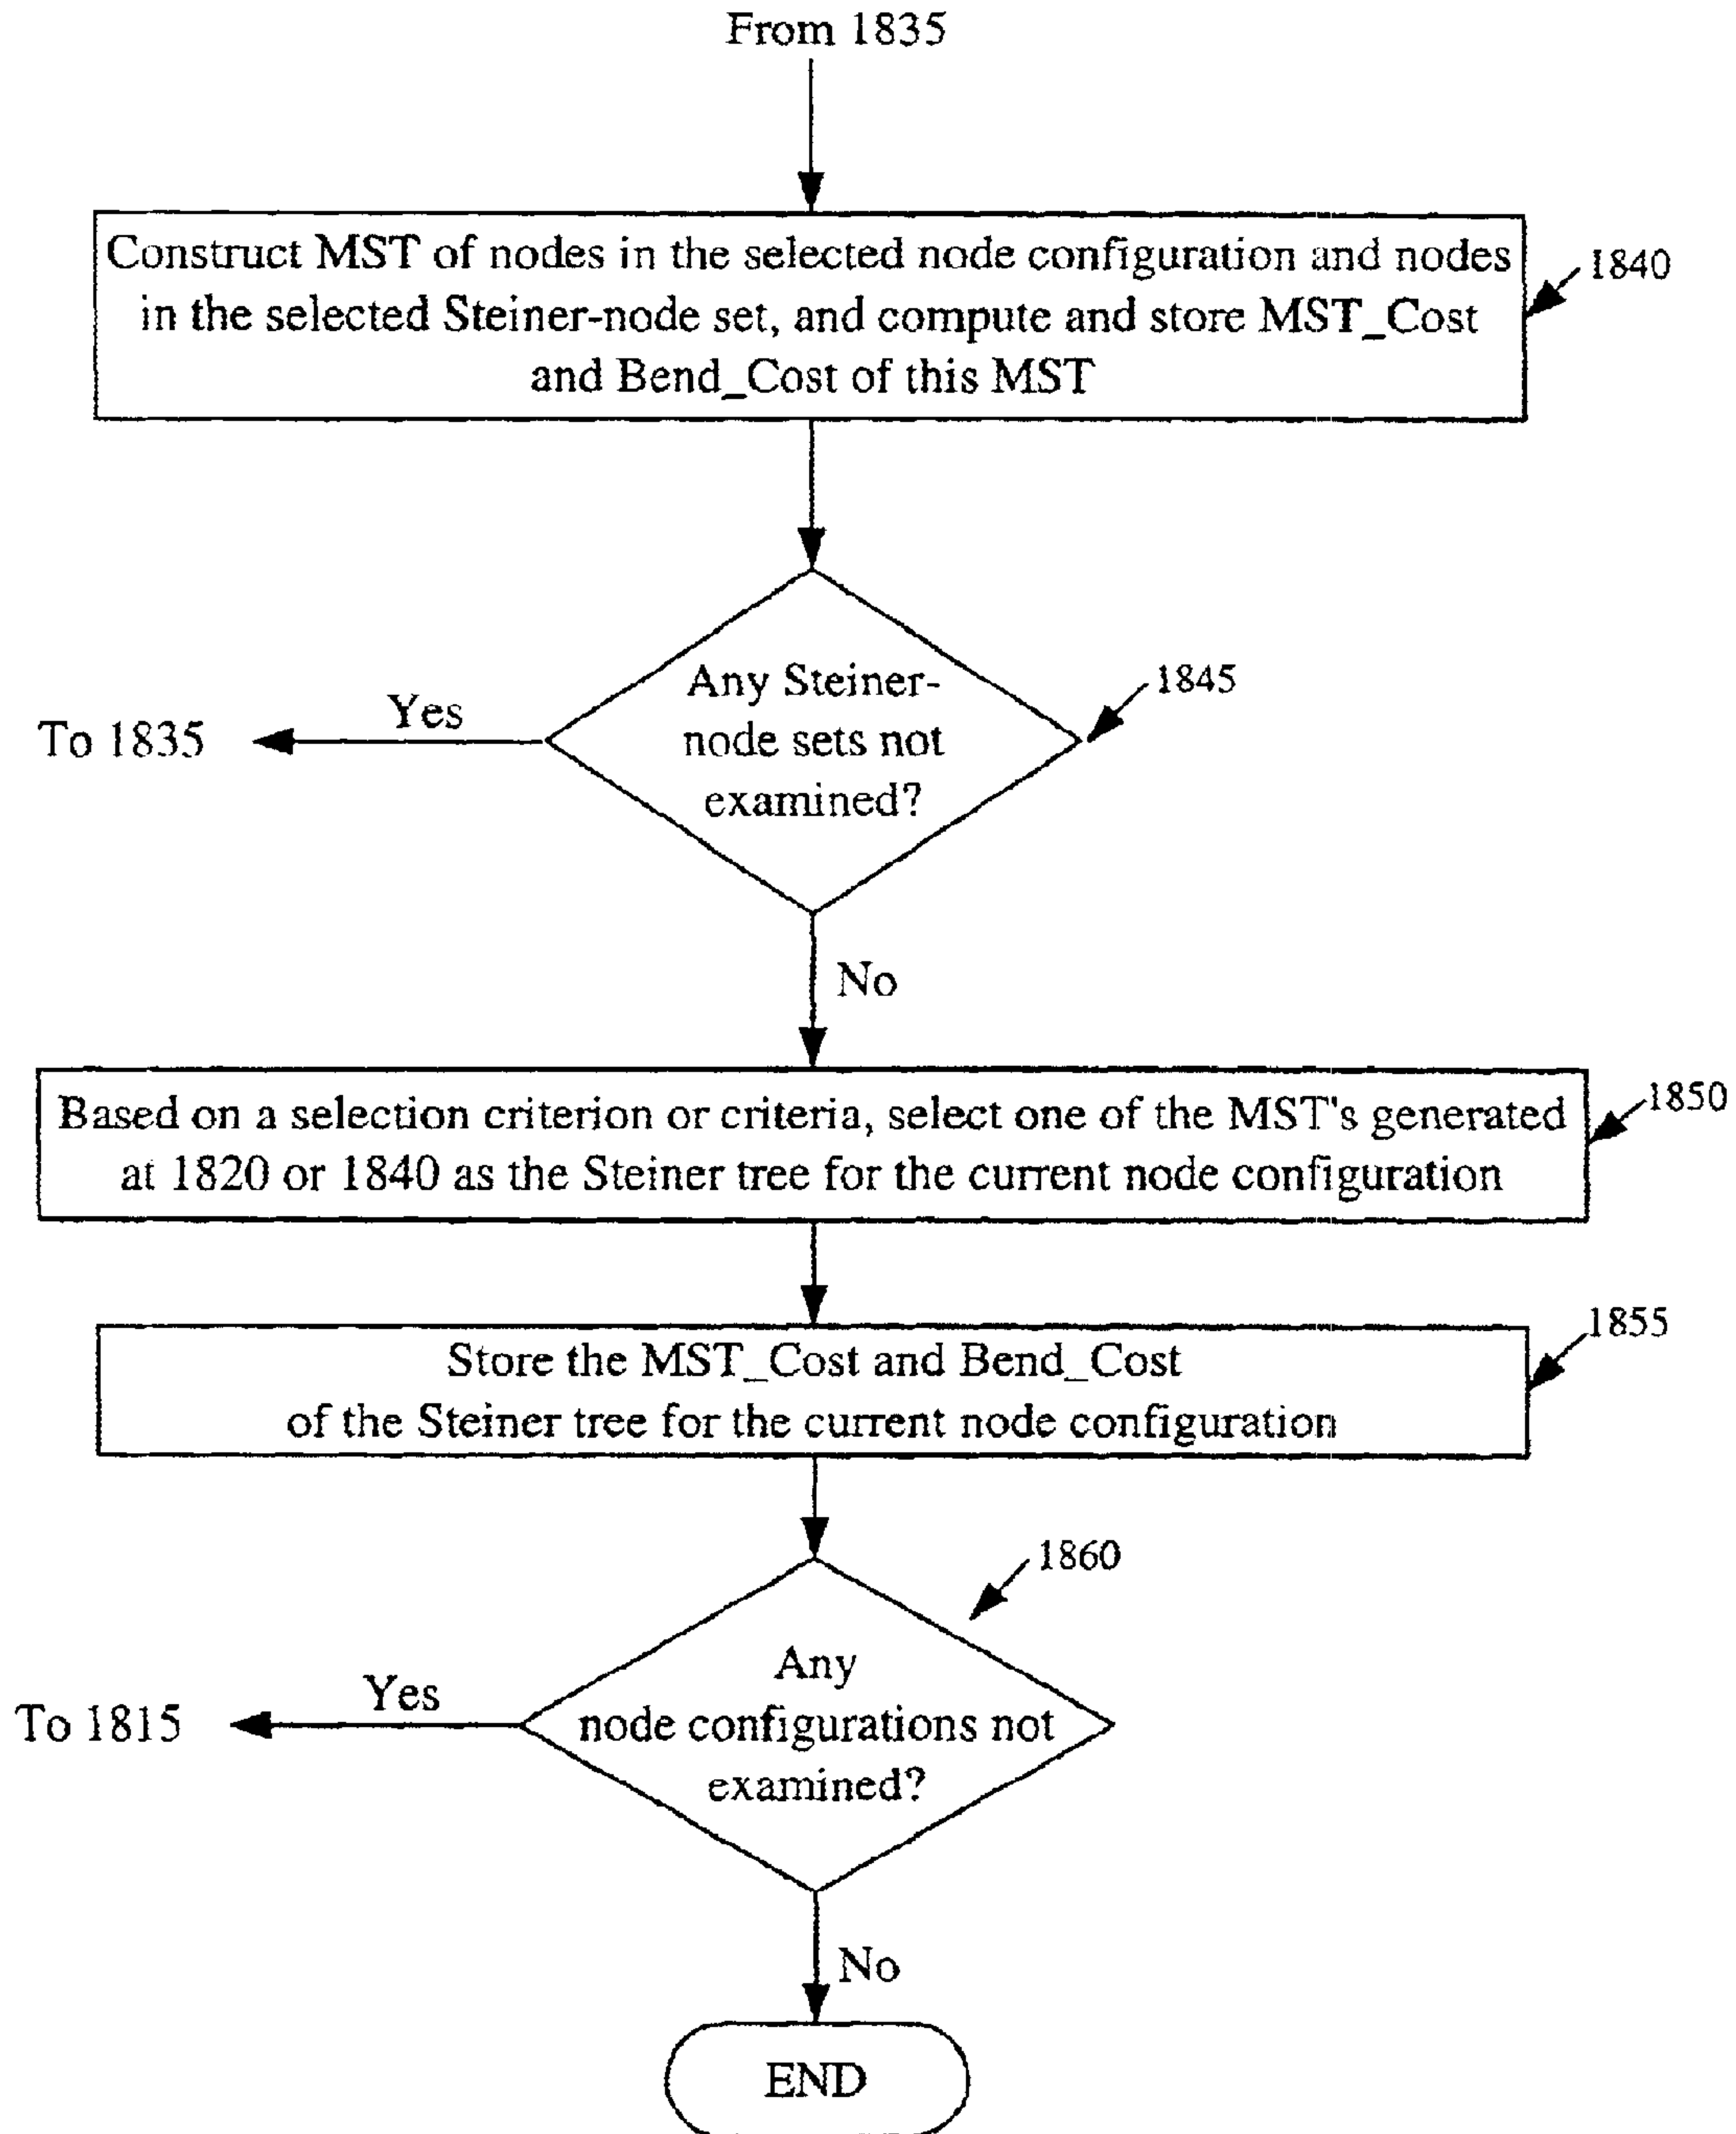 From 1835
Construct MST of nodes in the selected node configuration and nodes
in the selected Steiner-node set, and compute and store MST_Cost
and Bend_Cost of this MST
1840
Any Steiner-
node sets not
examined?
1845
Yes
To 1835
No
Based on a selection criterion or criteria, select one of the MST's generated
at 1820 or 1840 as the Steiner tree for the current node configuration
1850
Store the MST_Cost and Bend_Cost
of the Steiner tree for the current node configuration
1855
1860
Any
node configurations not
examined?
Yes
To 1815
No
END